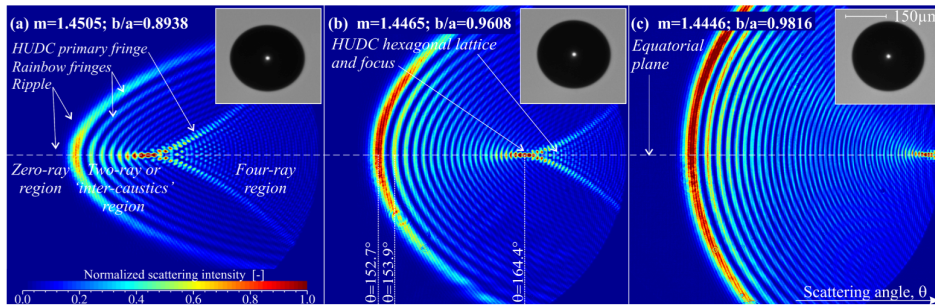 (a) m=1.4505; b/a=0.8938
HUDC primary fringe
Rainbow fringes
Ripple
Zero-ray
region
Two-ray or
'inter-caustics'
region
Four-ray
region
Normalized scattering intensity [-]
0.0 0.2 0.4 0.6 0.8 1.0
(b) m=1.4465; b/a=0.9608
HUDC hexagonal lattice
and focus
θ=152.7°
θ=153.9°
θ=164.4°
(c) m=1.4446; b/a=0.9816
150µm
Equatorial
plane
Scattering angle, θ